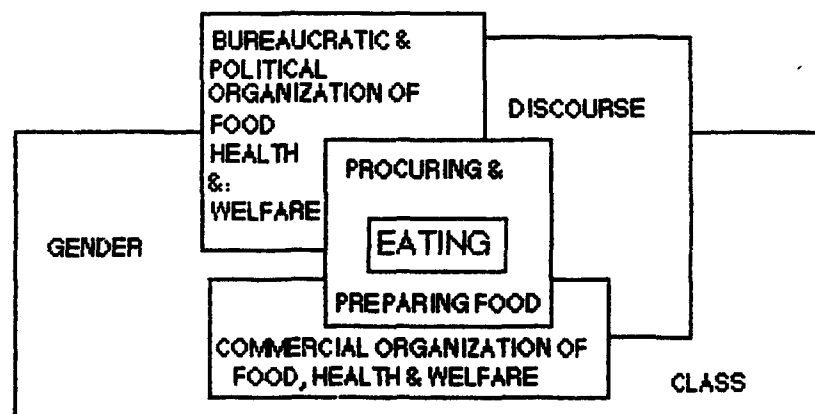 BUREAUCRATIC &
POLITICAL
ORGANIZATION OF
FOOD
HEALTH
&:
WELFARE
DISCOURSE
PROCURING &
EATING
PREPARING FOOD
GENDER
COMMERCIAL ORGANIZATION OF
FOOD, HEALTH & WELFARE
CLASS